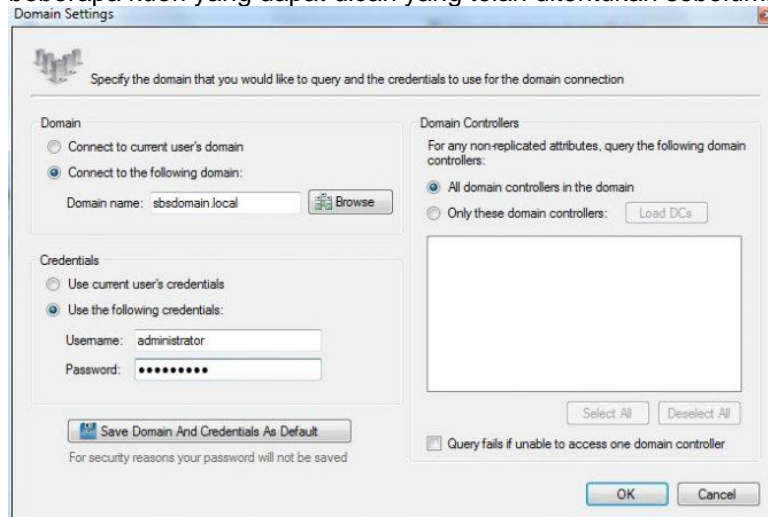 Domain Settings
Specify the domain that you would like to query and the credentials to use for the domain connection
Domain
Connect to current user's domain
Connect to the following domain:
Domain name: sbsdomain.local Browse
Credentials
Use current user's credentials
Use the following credentials:
Username: administrator
Password: •••••••••
Save Domain And Credentials As Default
For security reasons your password will not be saved
Domain Controllers
For any non-replicated attributes, query the following domain
controllers:
All domain controllers in the domain
Only these domain controllers: Load DCs
Select All Deselect All
Query fails if unable to access one domain controller
OK Cancel